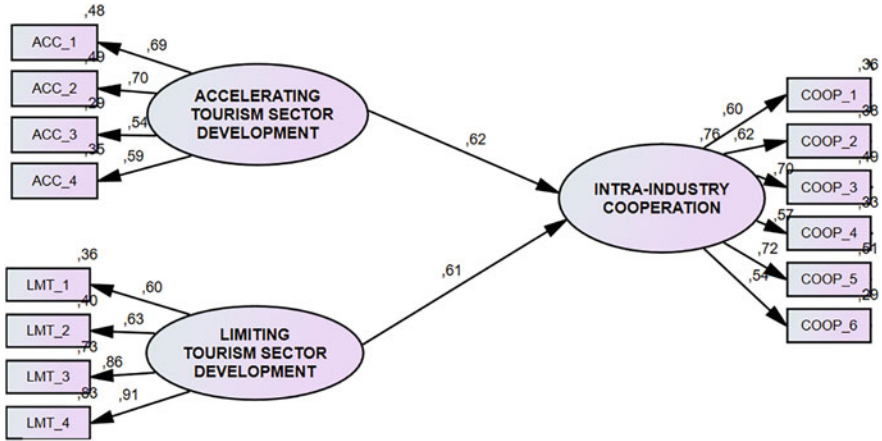 ,48
ACC_1
,69
,49
ACC_2
,70
,29
ACC_3
,54
,35
ACC_4
,59
ACCELERATING
TOURISM SECTOR
DEVELOPMENT
,62
,36
LMT_1
,60
,40
LMT_2
,63
,73
LMT_3
,86
,83
LMT_4
,91
LIMITING
TOURISM SECTOR
DEVELOPMENT
,61
,76
INTRA-INDUSTRY
COOPERATION
,36
COOP_1
,60
,38
COOP_2
,62
,49
COOP_3
,70
,33
COOP_4
,57
,51
COOP_5
,72
,29
COOP_6
,54